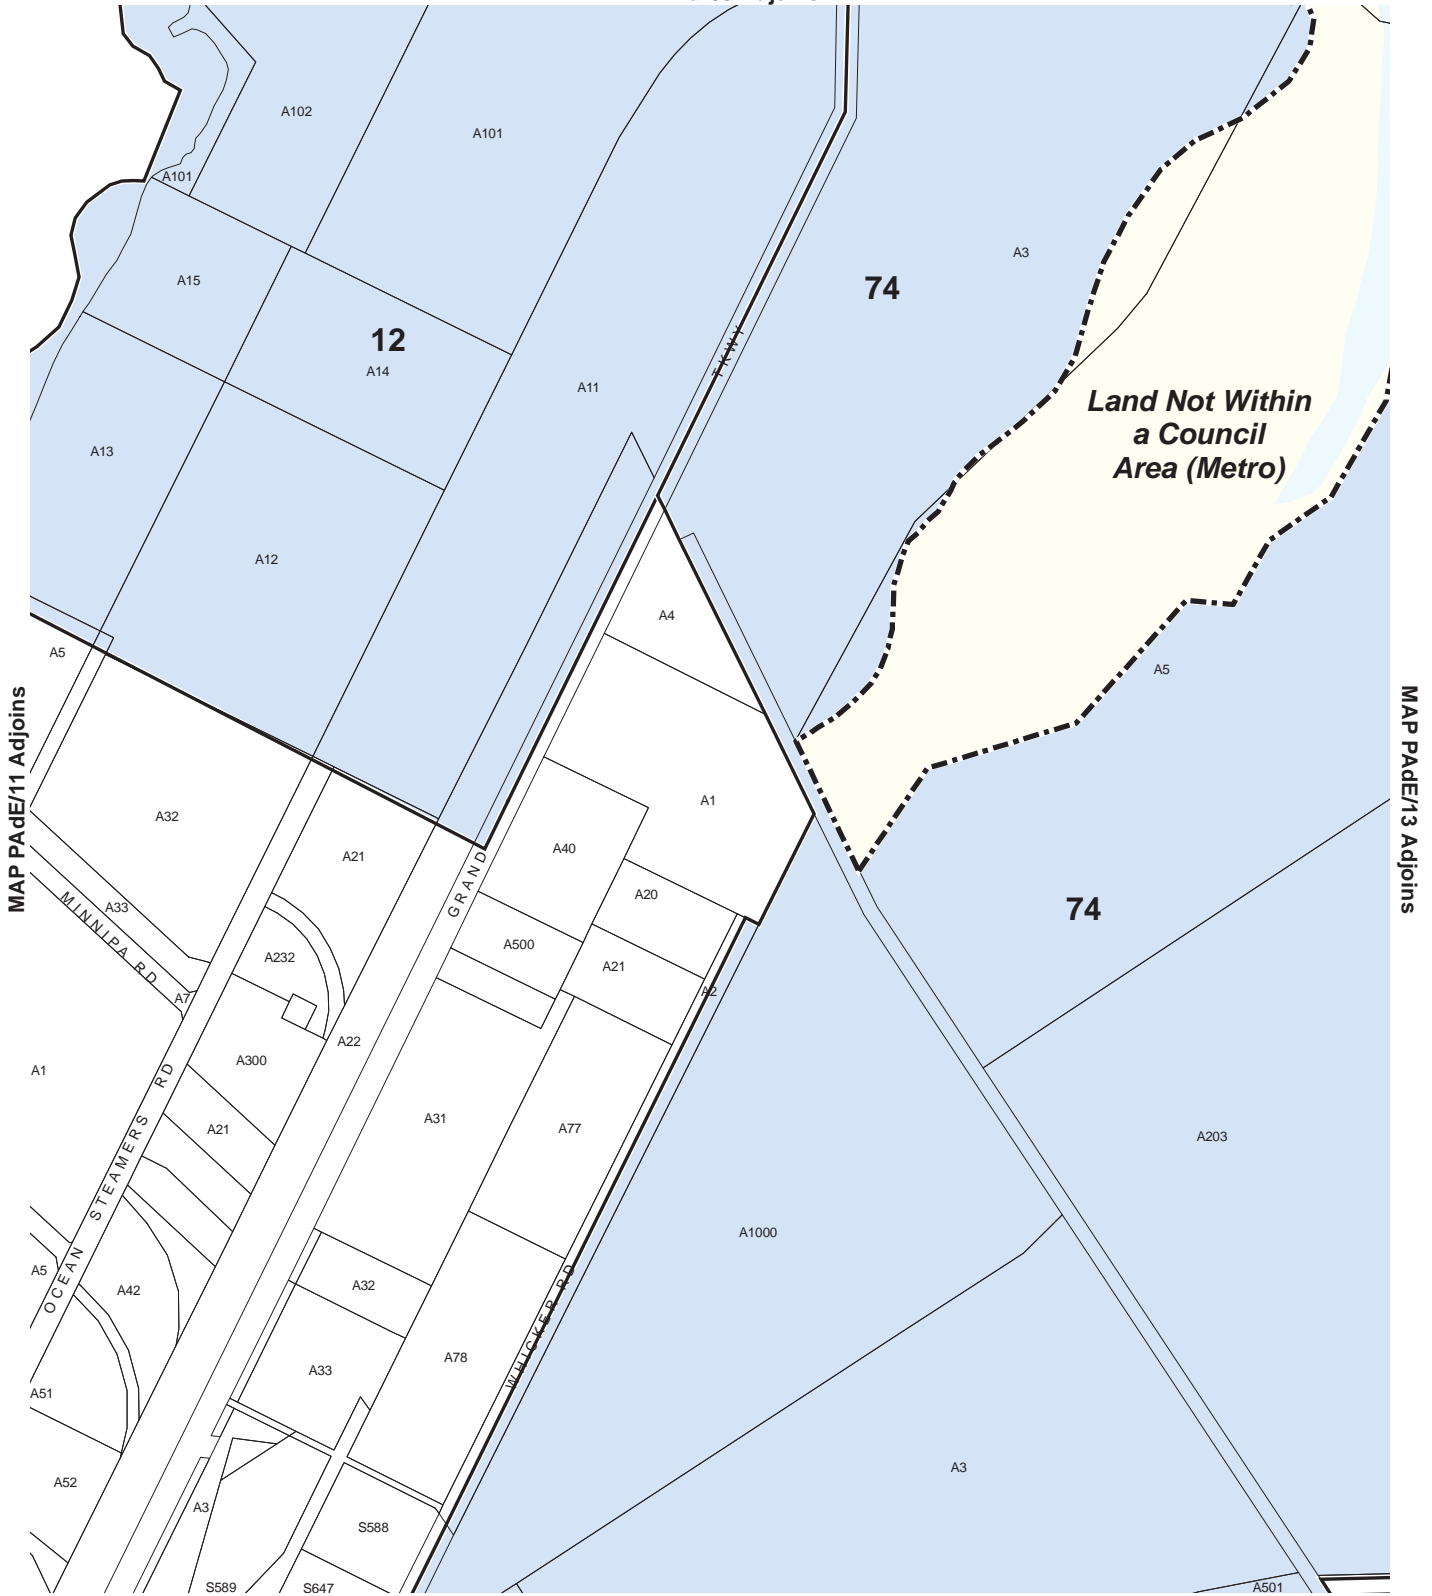 A102
A101
A101
A3
A15
74
12
A14
TKWY
A11
Land Not Within
a Council
Area (Metro)
A13
A12
A4
A5
A5
MAP PAdE/11 Adjoins
MAP PAdE/13 Adjoins
A1
A32
A40
A21
GRAND
A20
A33
74
MINNIPA RD
A500
A232
A21
A2
A7
A22
A300
A1
OCEAN STEAMERS RD
A31
A77
A21
A203
A1000
A5
A42
A32
WHICKER RD
A78
A33
A51
A3
A52
A3
S588
S589
S647
A501